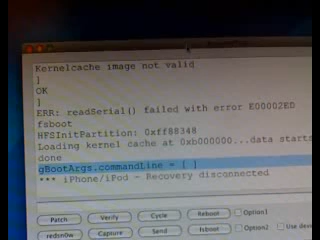 Kernelcache image not valid
]
OK
]
ERR: readSerial() failed with error E00002ED
fsboot
HFSInitPartition: 0xff88348
Loading kernel cache at 0xb000000...data starts
done
gBootArgs.commandLine = [ ]
*** iPhone/iPod - Recovery disconnected
Patch Verify Cycle Reboot Option1
redsn0w Capture Send fsboot Option2 Use devi